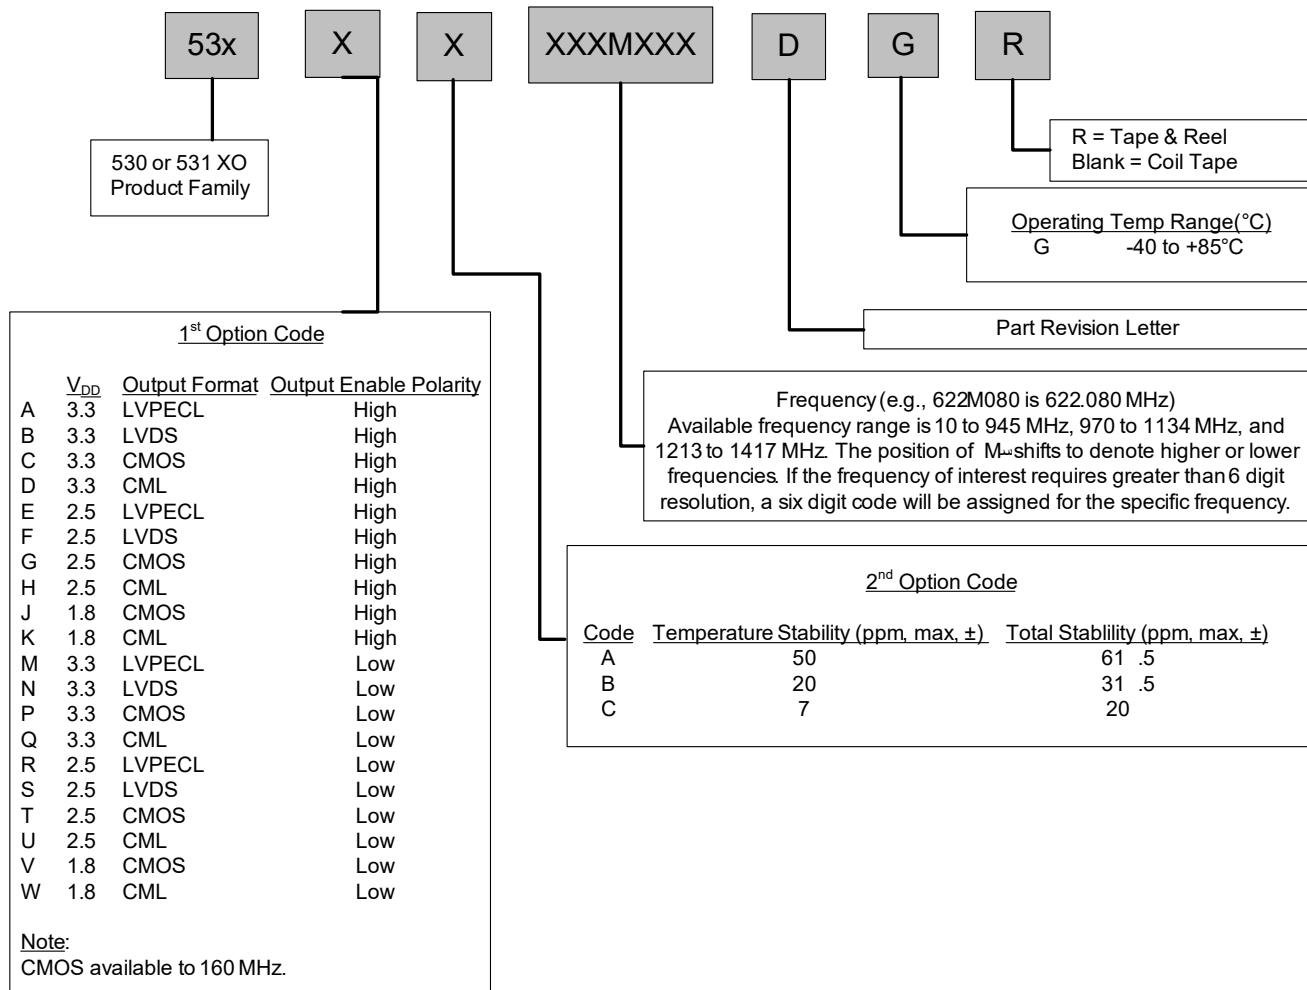 53x X X XXXMXXX D G R
530 or 531 XO
Product Family
R = Tape & Reel
Blank = Coil Tape
Operating Temp Range(°C)
G -40 to +85°C
Part Revision Letter
Frequency (e.g., 622M080 is 622.080 MHz)
Available frequency range is 10 to 945 MHz, 970 to 1134 MHz, and
1213 to 1417 MHz. The position of M shifts to denote higher or lower
frequencies. If the frequency of interest requires greater than 6 digit
resolution, a six digit code will be assigned for the specific frequency.
1st Option Code
VDD Output Format Output Enable Polarity
A 3.3 LVPECL High
B 3.3 LVDS High
C 3.3 CMOS High
D 3.3 CML High
E 2.5 LVPECL High
F 2.5 LVDS High
G 2.5 CMOS High
H 2.5 CML High
J 1.8 CMOS High
K 1.8 CML High
M 3.3 LVPECL Low
N 3.3 LVDS Low
P 3.3 CMOS Low
Q 3.3 CML Low
R 2.5 LVPECL Low
S 2.5 LVDS Low
T 2.5 CMOS Low
U 2.5 CML Low
V 1.8 CMOS Low
W 1.8 CML Low
Note:
CMOS available to 160 MHz.
2nd Option Code
Code Temperature Stability (ppm, max, ±) Total Stablility (ppm, max, ±)
A 50 61 .5
B 20 31 .5
C 7 20